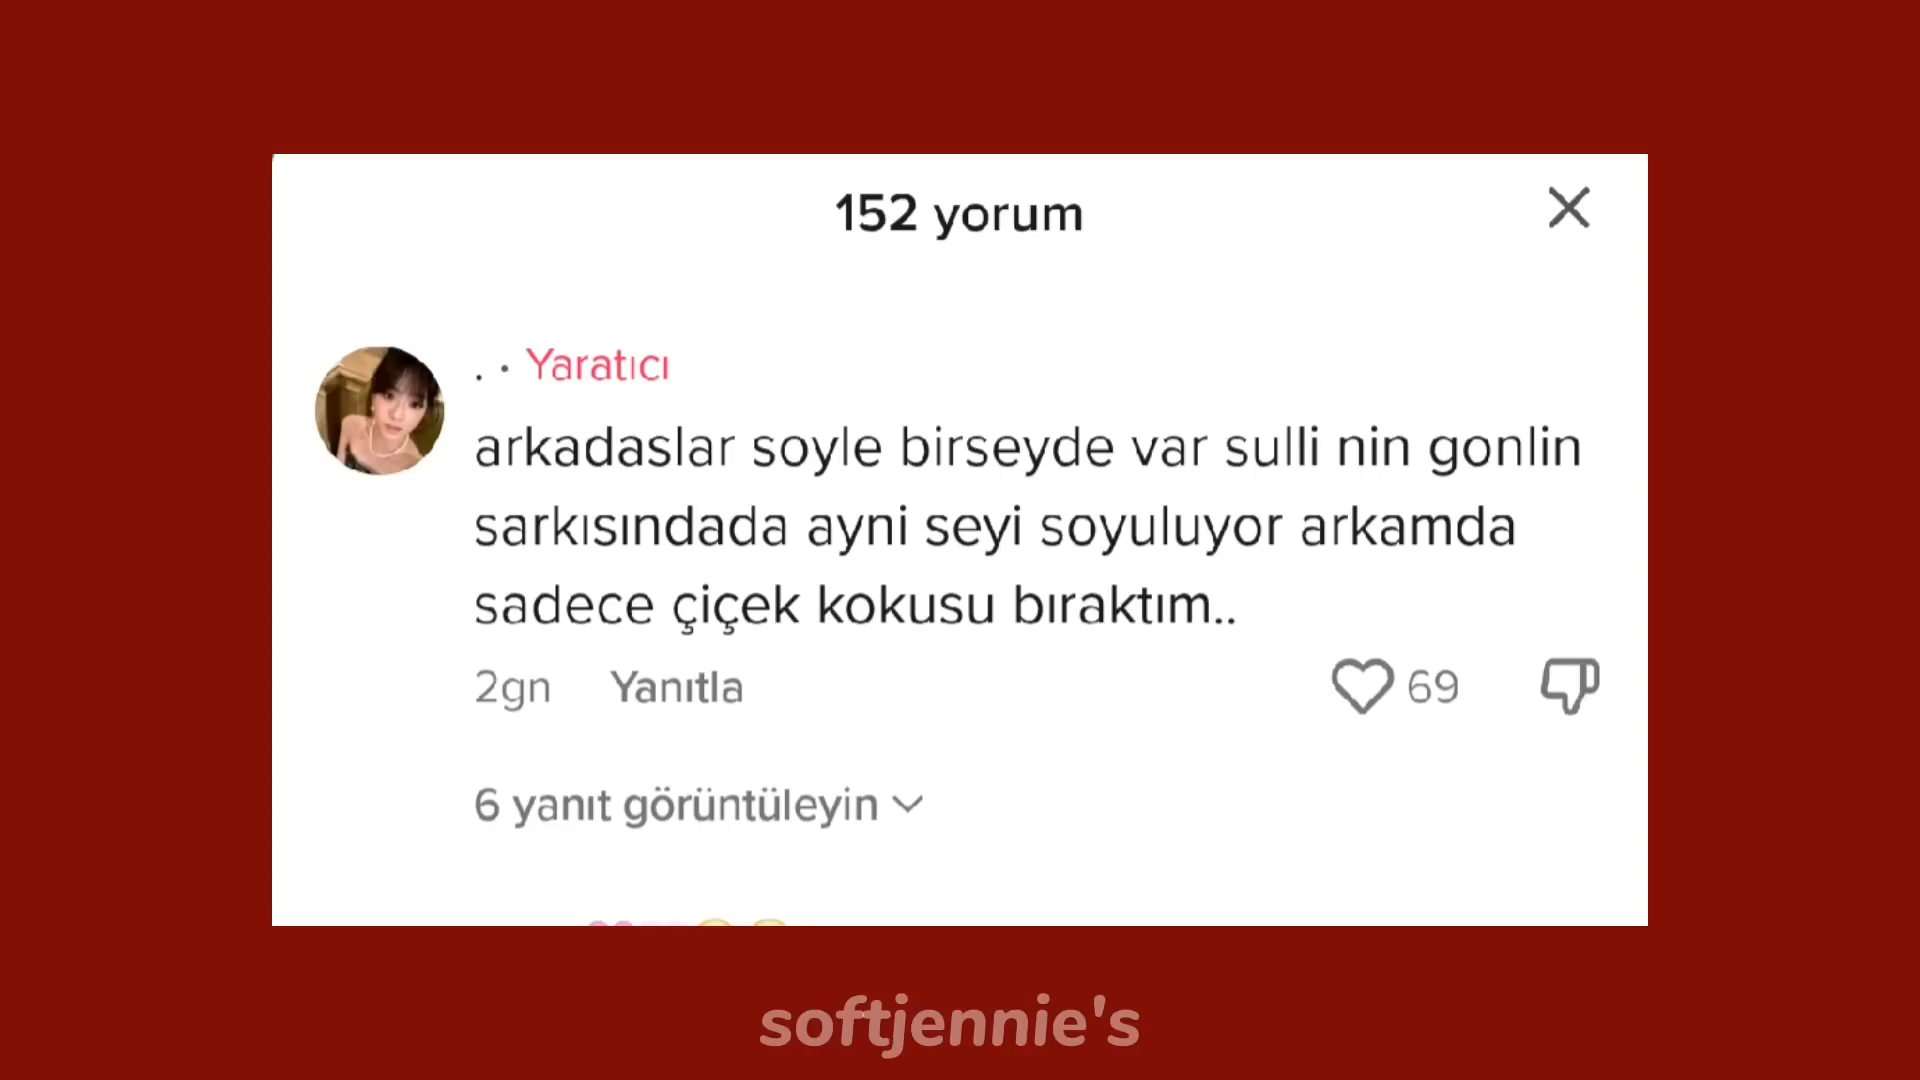 152 yorum
. · Yaratıcı
arkadaslar soyle birseyde var sulli nin gonlin
sarkısındada ayni seyi soyuluyor arkamda
sadece çiçek kokusu bıraktım..
2gn Yanıtla 69
6 yanıt görüntüleyin
softjennie's